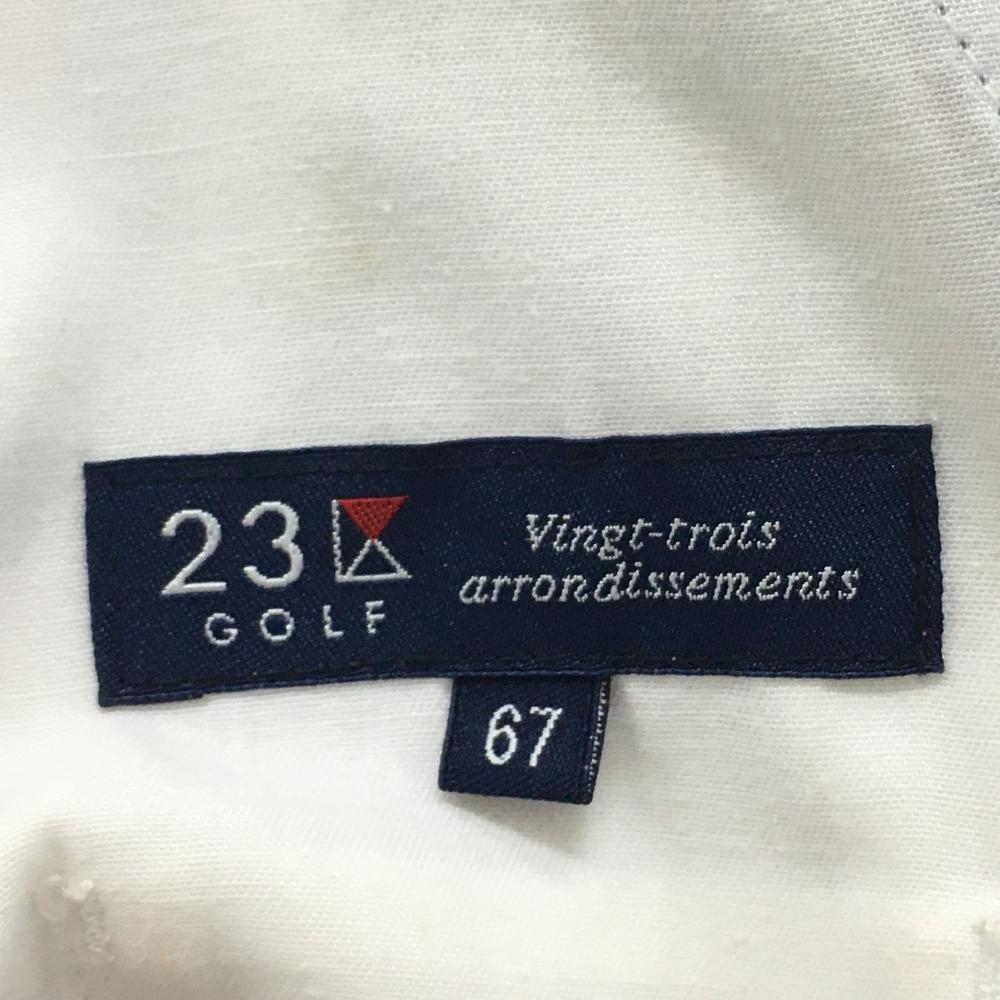 23
GOLF
Vingt-trois
arrondissements
67